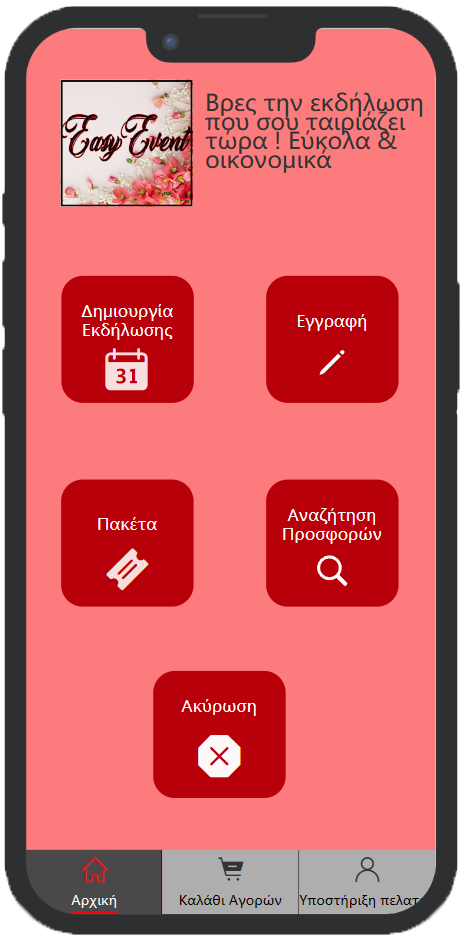 Easy Event
Βρες την εκδήλωση
που σου ταιριάζει
τώρα ! Εύκολα &
οικονομικά
Δημιουργία
Εκδήλωσης
31
Εγγραφή
Πακέτα
Αναζήτηση
Προσφορών
Ακύρωση
Αρχική
Καλάθι Αγορών
Υποστήριξη πελατ